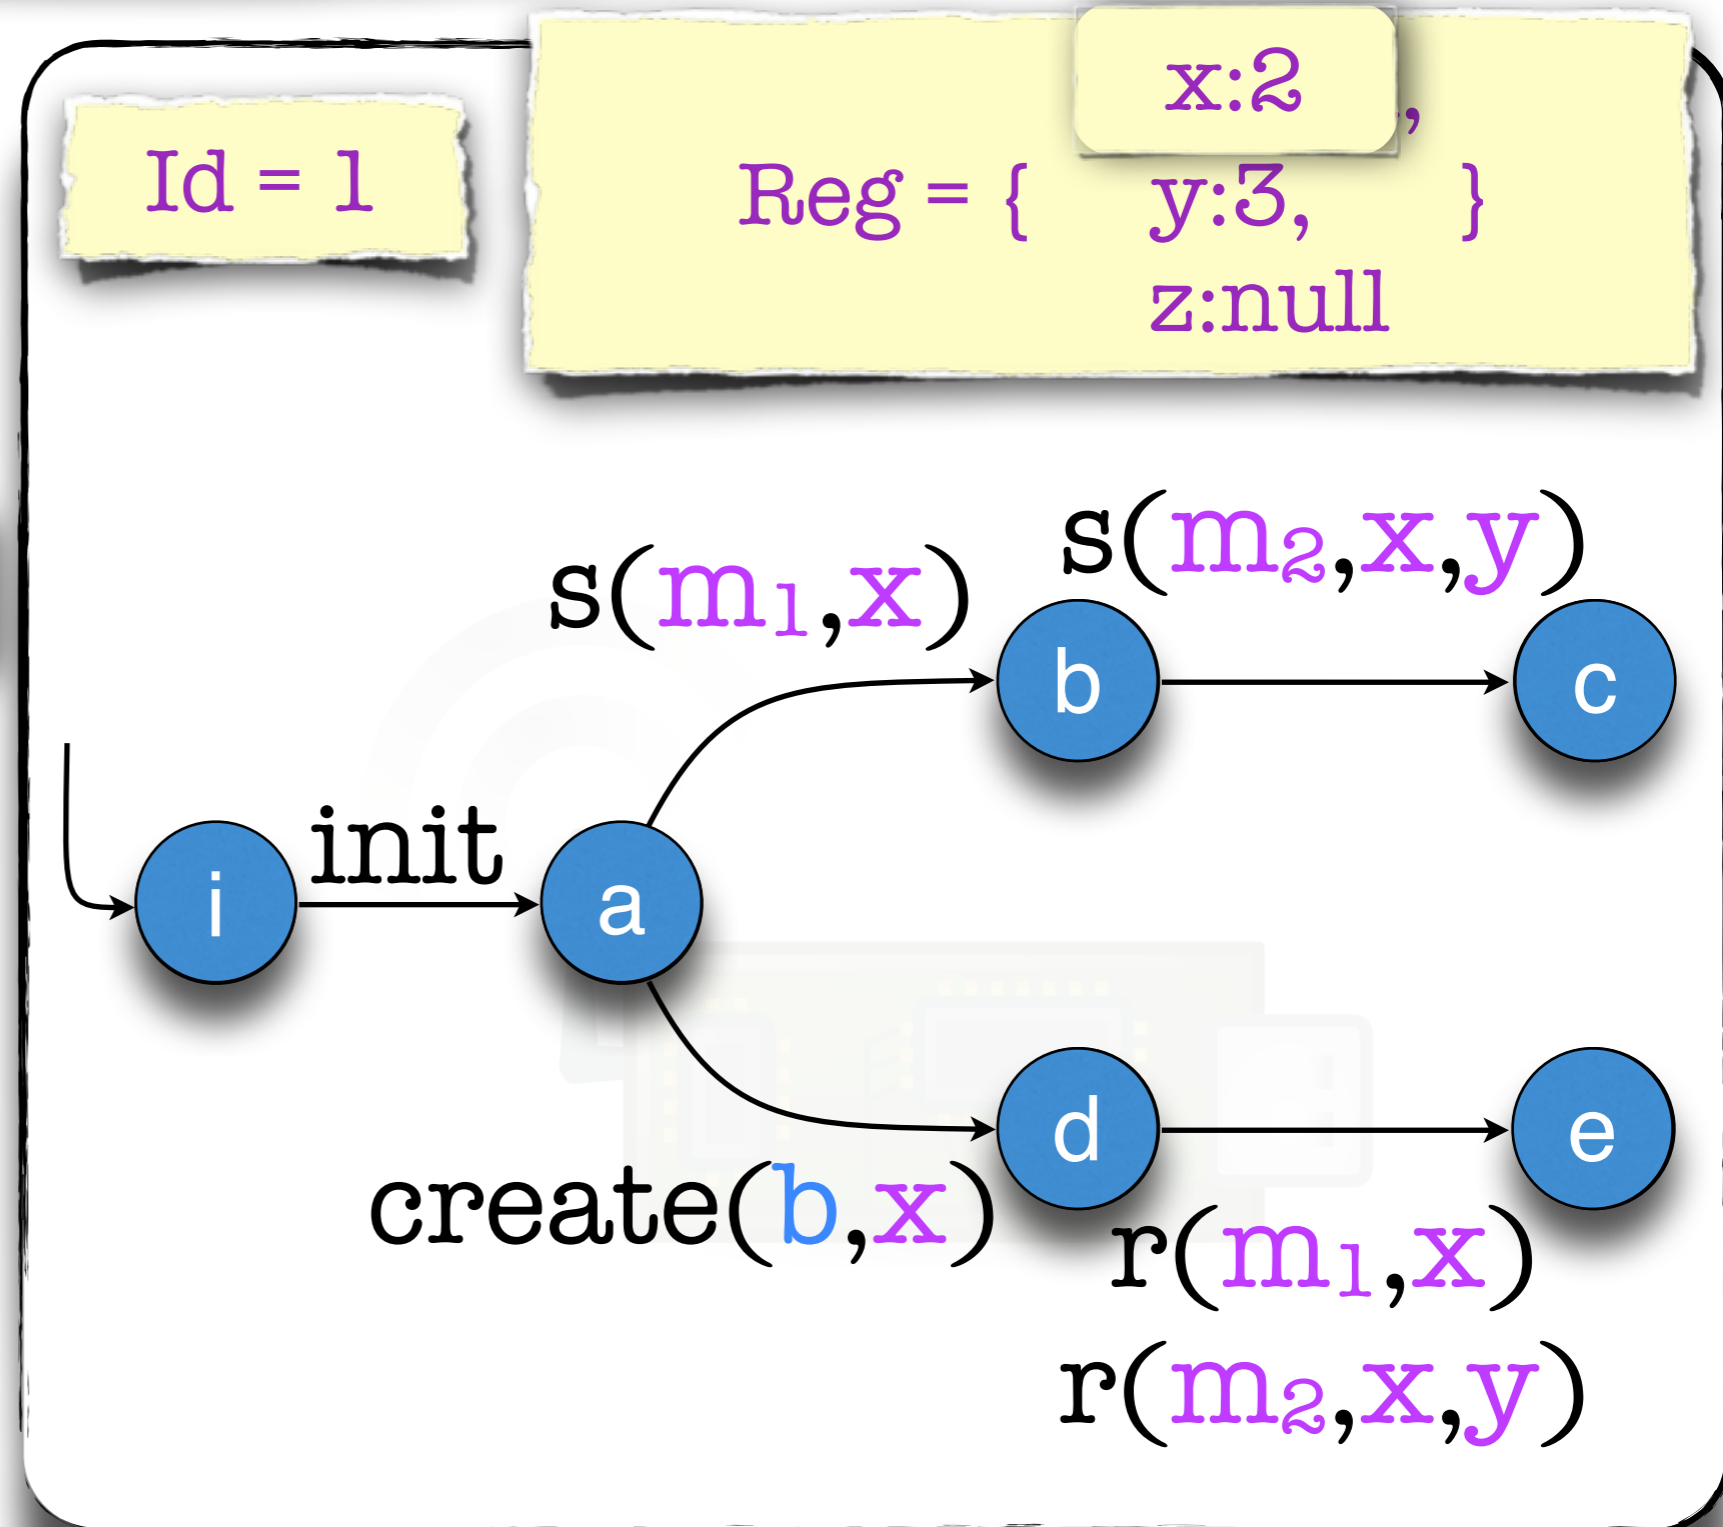 Id = 1
x:2
,
Reg = { y:3, }
z:null
s(m₁,x)
s(m₂,x,y)
b
c
init
i
a
d
e
create(b,x)
r(m₁,x)
r(m₂,x,y)